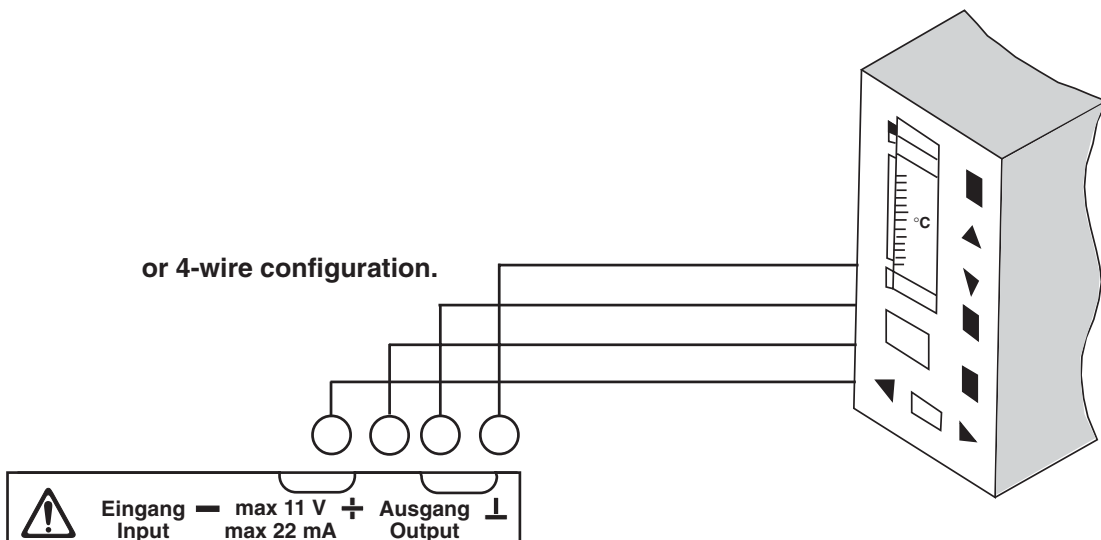 °C
or 4-wire configuration.
Eingang − max 11 V + Ausgang ⊥
Input max 22 mA Output